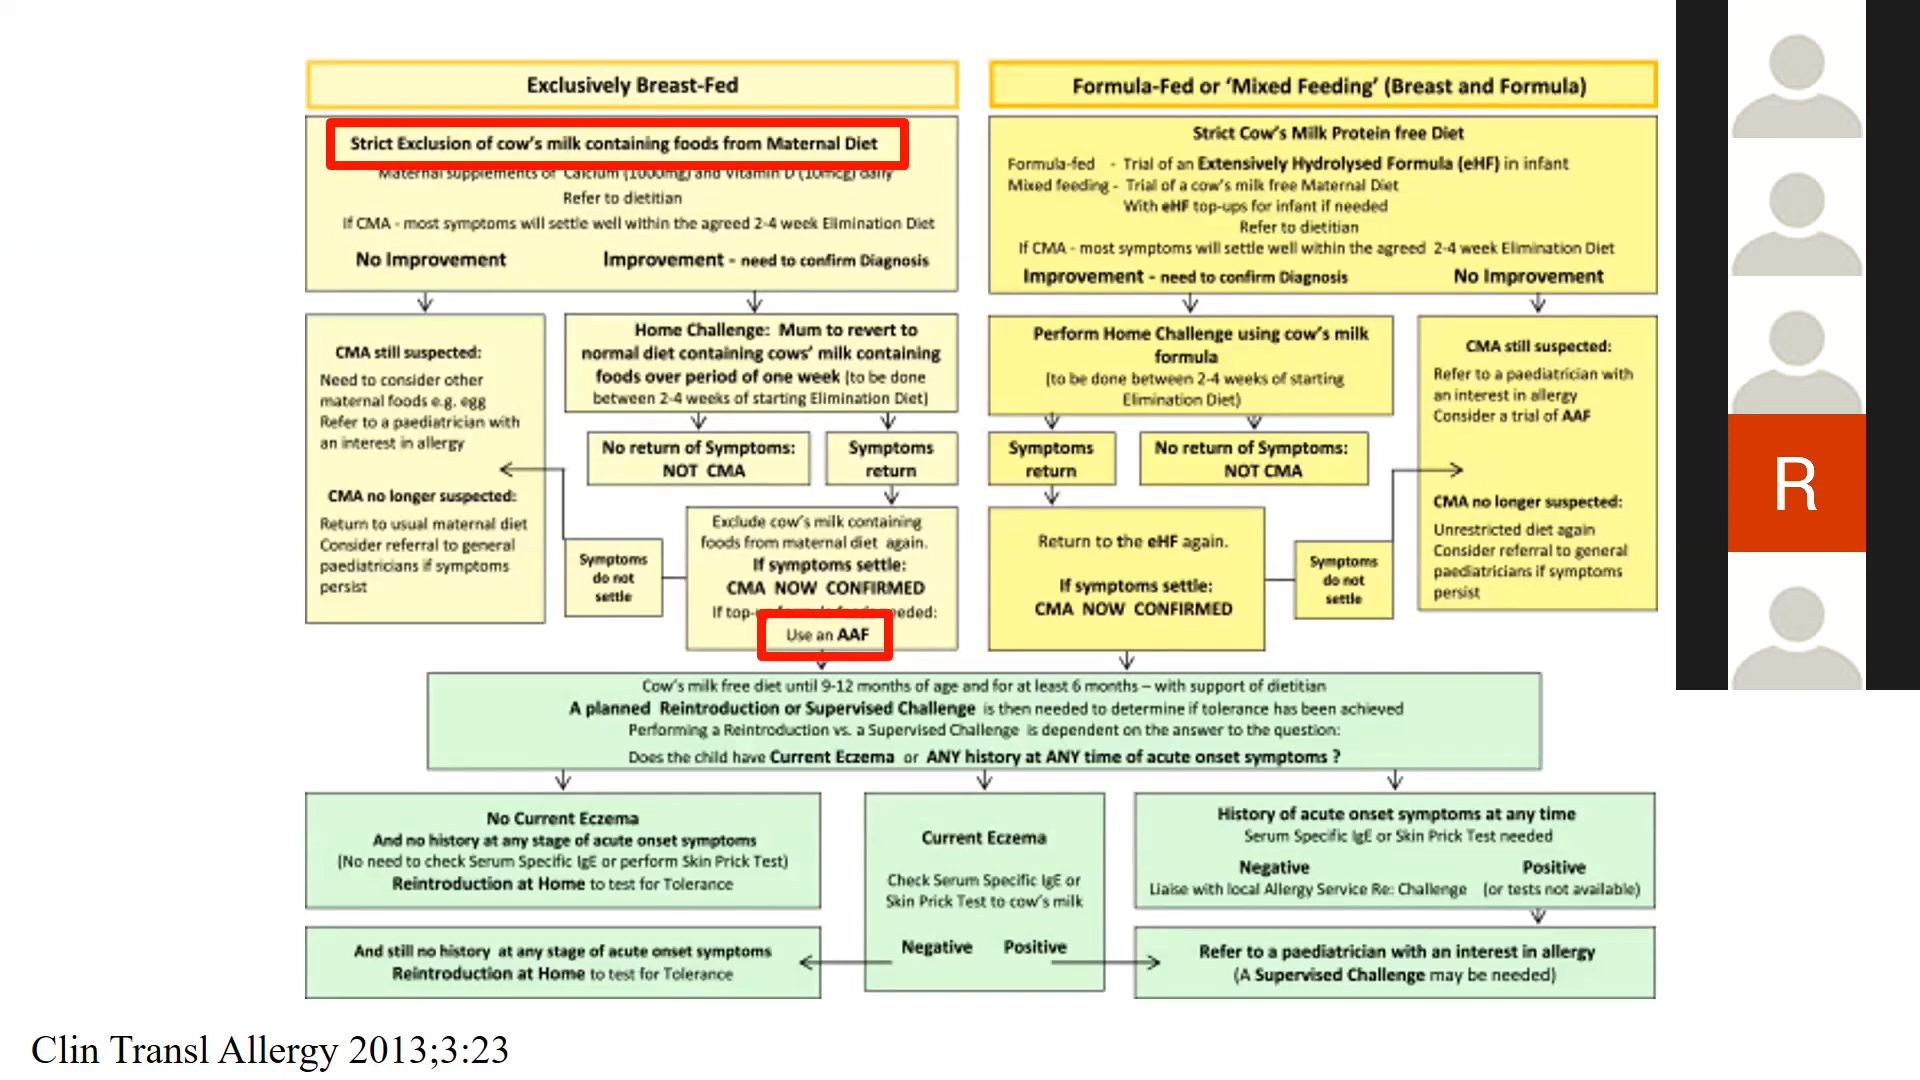 Exclusively Breast-Fed
Strict Exclusion of cow's milk containing foods from Maternal Diet
Maternal supplements of Calcium (1000mg) and Vitamin D (10mcg) daily
Refer to dietitian
If CMA - most symptoms will settle well within the agreed 2-4 week Elimination Diet
No Improvement
Improvement - need to confirm Diagnosis
CMA still suspected:
Need to consider other
maternal foods e.g. egg
Refer to a paediatrician with
an interest in allergy
CMA no longer suspected:
Return to usual maternal diet
Consider referral to general
paediatricians if symptoms
persist
Home Challenge: Mum to revert to
normal diet containing cows' milk containing
foods over period of one week (to be done
between 2-4 weeks of starting Elimination Diet)
No return of Symptoms:
NOT CMA
Symptoms
return
Symptoms
do not
settle
Exclude cow's milk containing
foods from maternal diet again.
If symptoms settle:
CMA NOW CONFIRMED
If top- needed:
Use an AAF
Formula-Fed or 'Mixed Feeding' (Breast and Formula)
Strict Cow's Milk Protein free Diet
Formula-fed - Trial of an Extensively Hydrolysed Formula (eHF) in infant
Mixed feeding - Trial of a cow's milk free Maternal Diet
With eHF top-ups for infant if needed
Refer to dietitian
If CMA - most symptoms will settle well within the agreed 2-4 week Elimination Diet
Improvement - need to confirm Diagnosis
No Improvement
Perform Home Challenge using cow's milk
formula
(to be done between 2-4 weeks of starting
Elimination Diet)
Symptoms
return
No return of Symptoms:
NOT CMA
Return to the eHF again.
If symptoms settle:
CMA NOW CONFIRMED
Symptoms
do not
settle
CMA still suspected:
Refer to a paediatrician with
an interest in allergy
Consider a trial of AAF
CMA no longer suspected:
Unrestricted diet again
Consider referral to general
paediatricians if symptoms
persist
Cow's milk free diet until 9-12 months of age and for at least 6 months – with support of dietitian
A planned Reintroduction or Supervised Challenge is then needed to determine if tolerance has been achieved
Performing a Reintroduction vs. a Supervised Challenge is dependent on the answer to the question:
Does the child have Current Eczema or ANY history at ANY time of acute onset symptoms ?
No Current Eczema
And no history at any stage of acute onset symptoms
(No need to check Serum Specific IgE or perform Skin Prick Test)
Reintroduction at Home to test for Tolerance
And still no history at any stage of acute onset symptoms
Reintroduction at Home to test for Tolerance
Current Eczema
Check Serum Specific IgE or
Skin Prick Test to cow's milk
Negative Positive
History of acute onset symptoms at any time
Serum Specific IgE or Skin Prick Test needed
Negative Positive
Liaise with local Allergy Service Re: Challenge (or tests not available)
Refer to a paediatrician with an interest in allergy
(A Supervised Challenge may be needed)
R
Clin Transl Allergy 2013;3:23